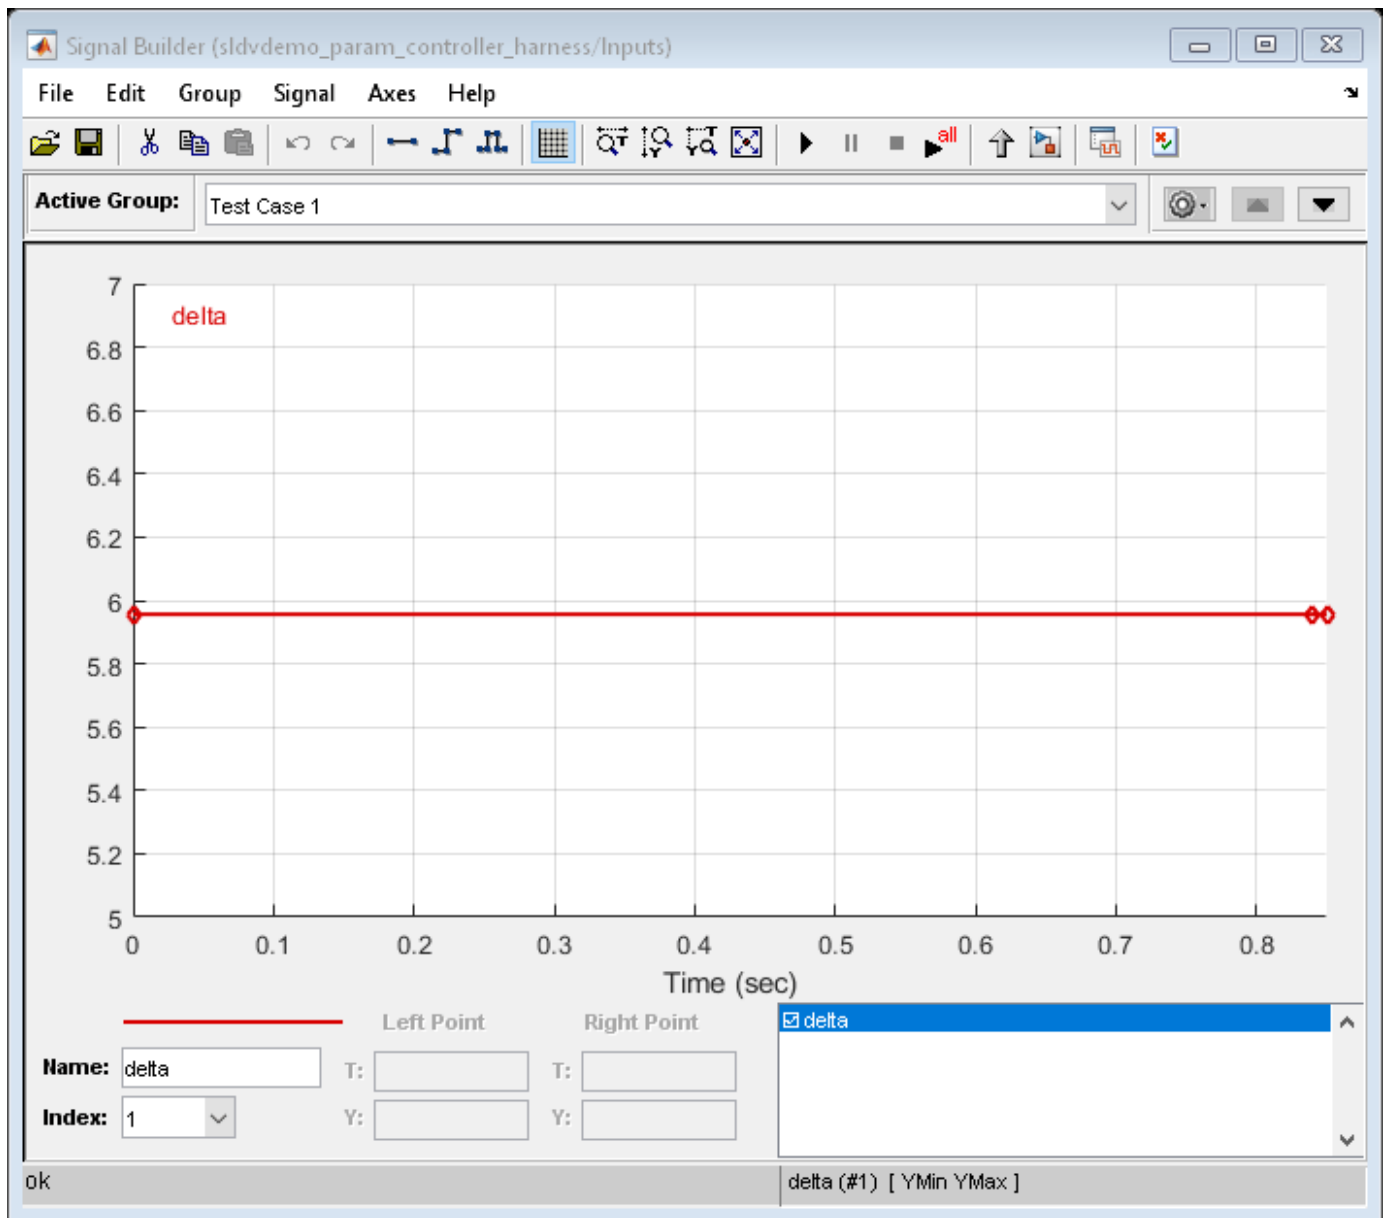 Signal Builder (sldvdemo_param_controller_harness/Inputs)
File Edit Group Signal Axes Help
all
Active Group: Test Case 1
7
delta
6.8
6.6
6.4
6.2
6
5.8
5.6
5.4
5.2
5
0 0.1 0.2 0.3 0.4 0.5 0.6 0.7 0.8
Time (sec)
Left Point Right Point delta
Name: delta T: T:
Index: 1 Y: Y:
ok delta (#1) [ YMin YMax ]